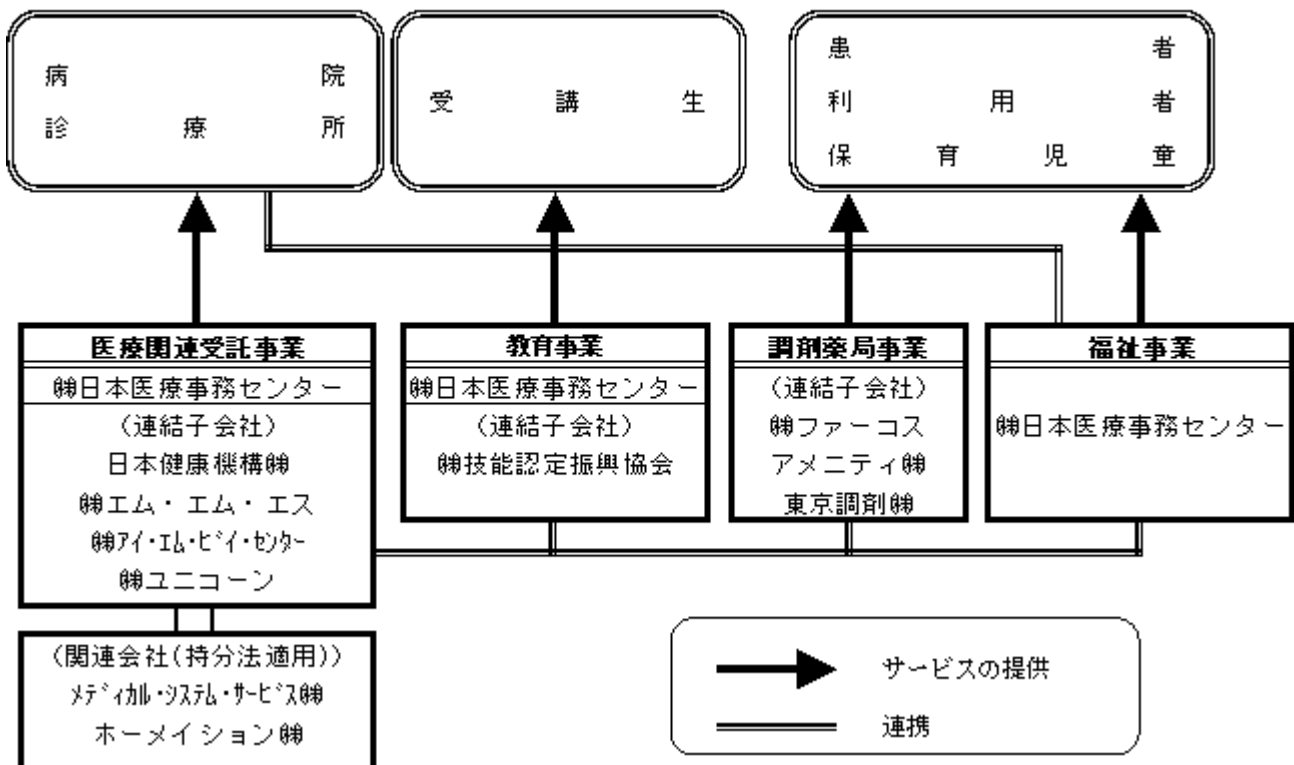 病院
診療所
受講生
患者
利用者
保育児童
医療関連受託事業
㈱日本医療事務センター
(連結子会社)
日本健康機構㈱
㈱エム・エム・エス
㈱ｱｲ・ｴﾑ・ﾋﾞｲ・ｾﾝﾀｰ
㈱ユニコーン
(関連会社(持分法適用))
ﾒﾃﾞｨｶﾙ・ｼｽﾃﾑ・ｻｰﾋﾞｽ㈱
ホーメイション㈱
教育事業
㈱日本医療事務センター
(連結子会社)
㈱技能認定振興協会
調剤薬局事業
(連結子会社)
㈱ファーコス
アメニティ㈱
東京調剤㈱
福祉事業
㈱日本医療事務センター
サービスの提供
連携